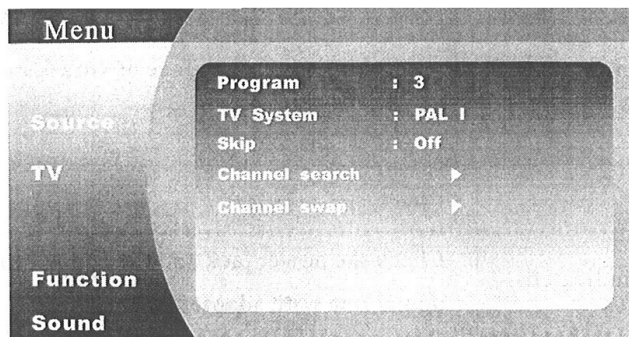 Menu
Source
TV
Function
Sound
Program : 3
TV System : PAL I
Skip : Off
Channel search
Channel swap